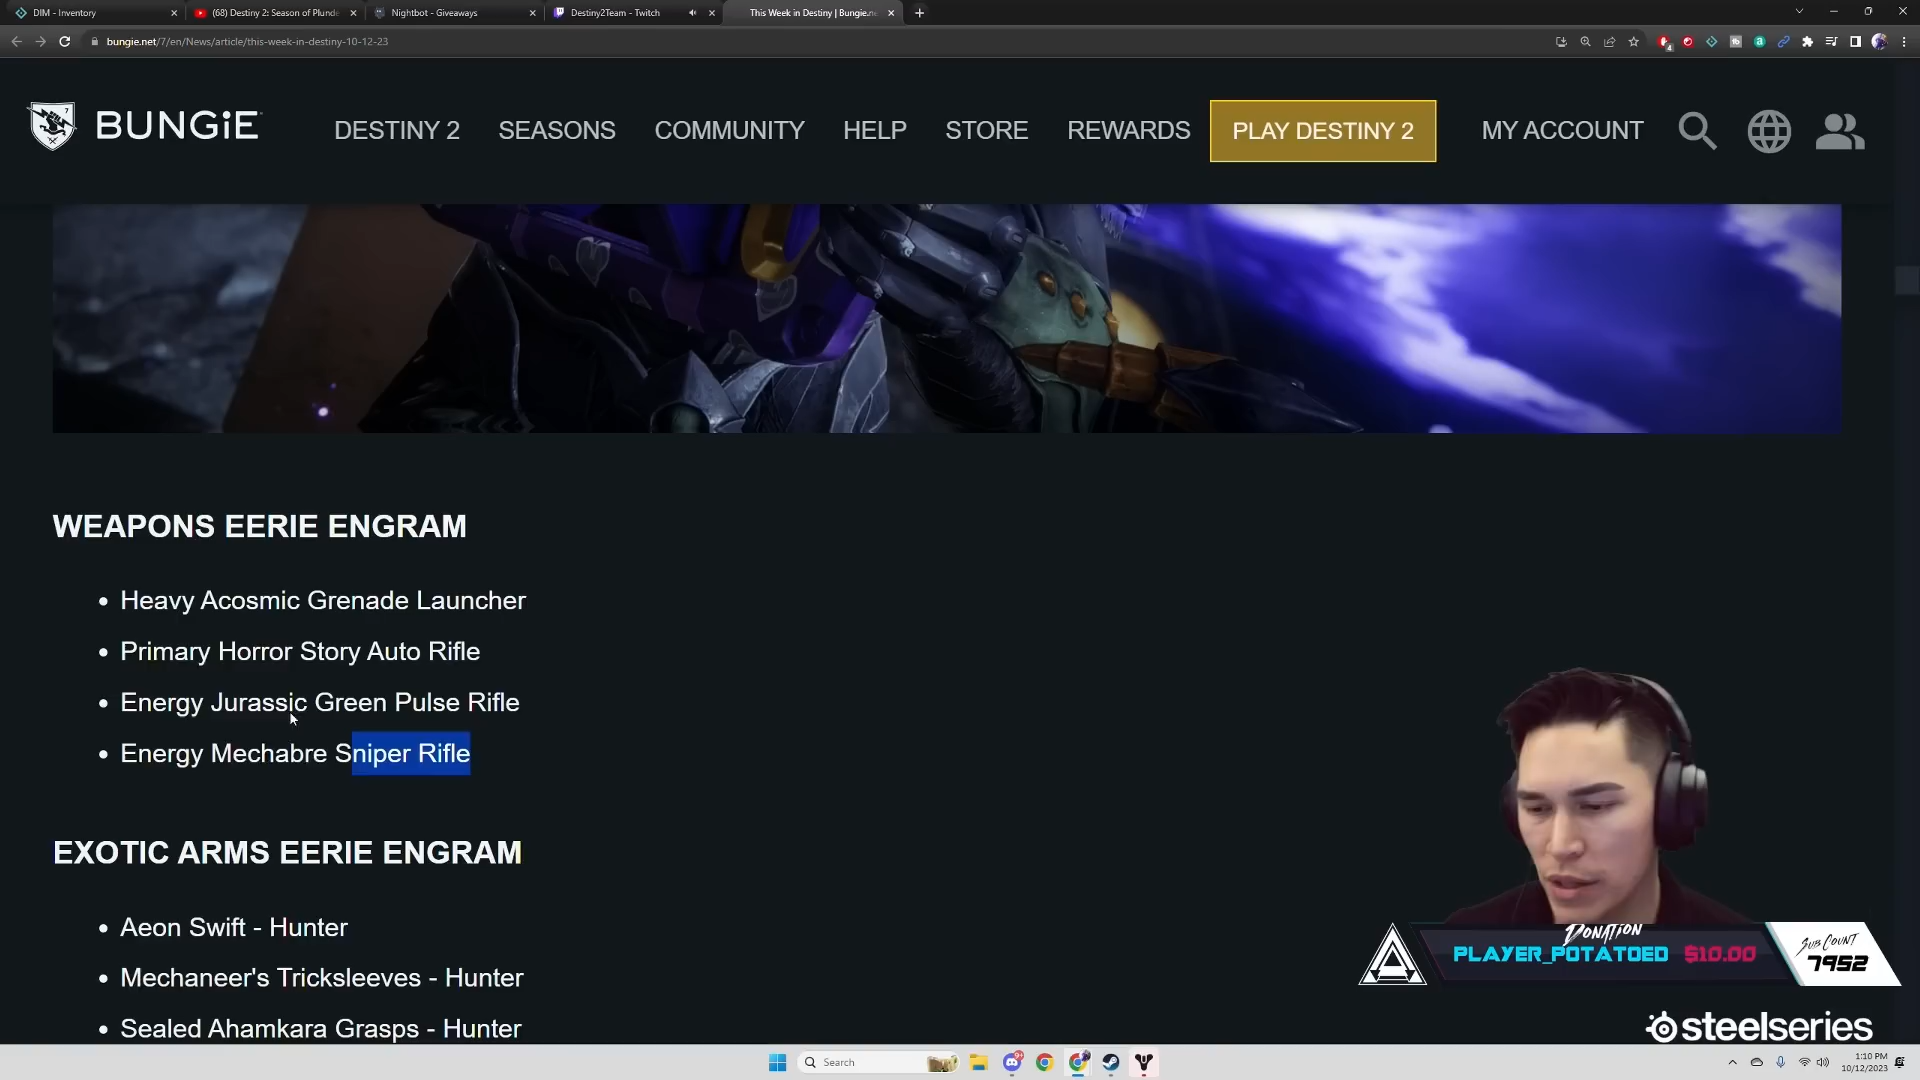 DIM - Inventory
(68) Destiny 2: Season of Plunde
Nightbot - Giveaways
Destiny2Team - Twitch
This Week in Destiny | Bungie.ne
bungie.net/7/en/News/article/this-week-in-destiny-10-12-23
BUNGiE
DESTINY 2
SEASONS
COMMUNITY
HELP
STORE
REWARDS
PLAY DESTINY 2
MY ACCOUNT
WEAPONS EERIE ENGRAM
• Heavy Acosmic Grenade Launcher
• Primary Horror Story Auto Rifle
• Energy Jurassic Green Pulse Rifle
• Energy Mechabre Sniper Rifle
EXOTIC ARMS EERIE ENGRAM
• Aeon Swift - Hunter
• Mechaneer's Tricksleeves - Hunter
• Sealed Ahamkara Grasps - Hunter
DONATION
PLAYER_POTATOED $10.00
SUB COUNT
7952
steelseries
Search
1:10 PM
10/12/2023